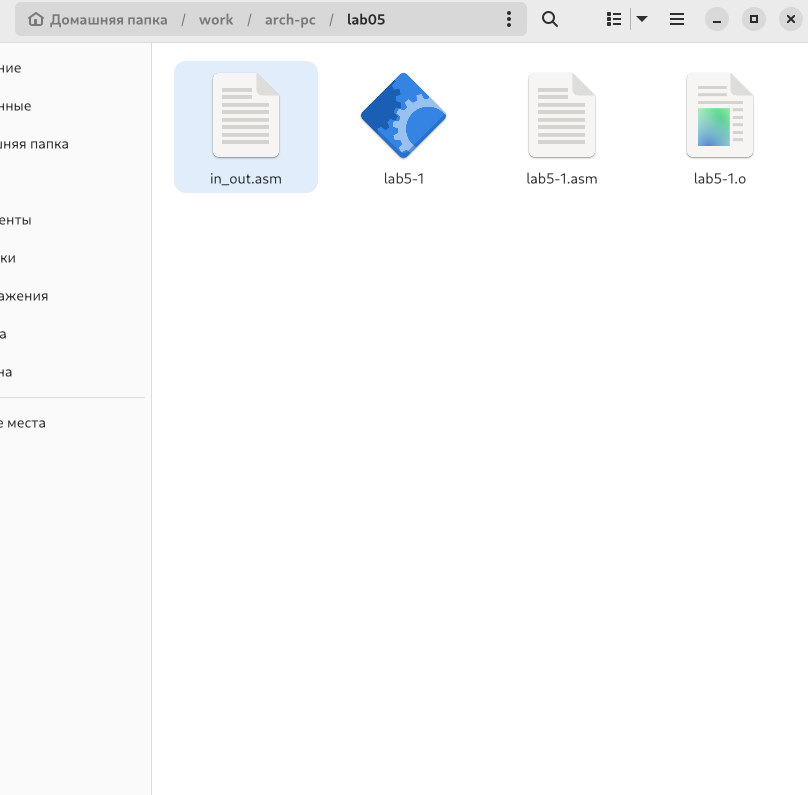 Домашняя папка / work / arch-pc / lab05
ние
нные
шняя папка
енты
ки
ажения
а
на
е места
in_out.asm
lab5-1
lab5-1.asm
lab5-1.o